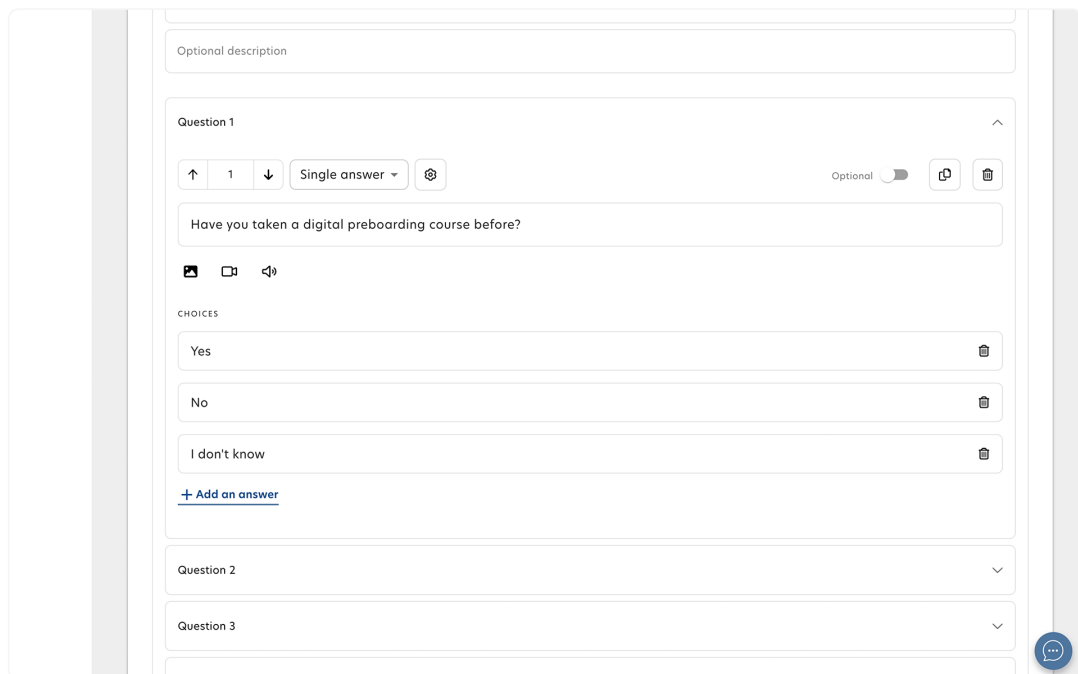 Optional description
Question 1
1
Single answer
Optional
Have you taken a digital preboarding course before?
CHOICES
Yes
No
I don't know
Add an answer
Question 2
Question 3